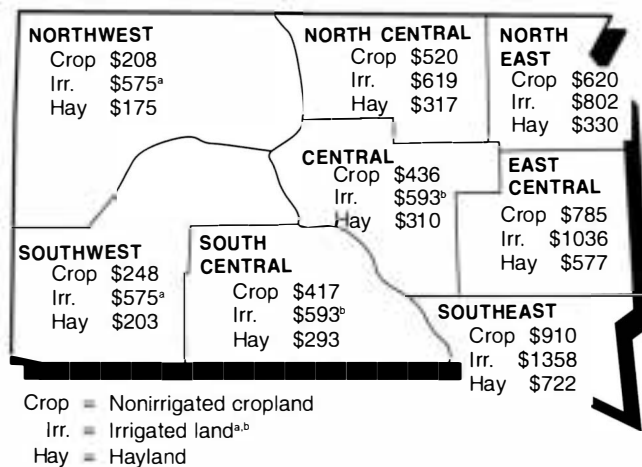 NORTHWEST
Crop $208
Irr. $575ᵃ
Hay $175
NORTH CENTRAL
Crop $520
Irr. $619
Hay $317
NORTH
EAST
Crop $620
Irr. $802
Hay $330
CENTRAL
Crop $436
Irr. $593ᵇ
Hay $310
EAST
CENTRAL
Crop $785
Irr. $1036
Hay $577
SOUTHWEST
Crop $248
Irr. $575ᵃ
Hay $203
SOUTH
CENTRAL
Crop $417
Irr. $593ᵇ
Hay $293
SOUTHEAST
Crop $910
Irr. $1358
Hay $722
Crop = Nonirrigated cropland
Irr. = Irrigated landᵃ,ᵇ
Hay = Hayland